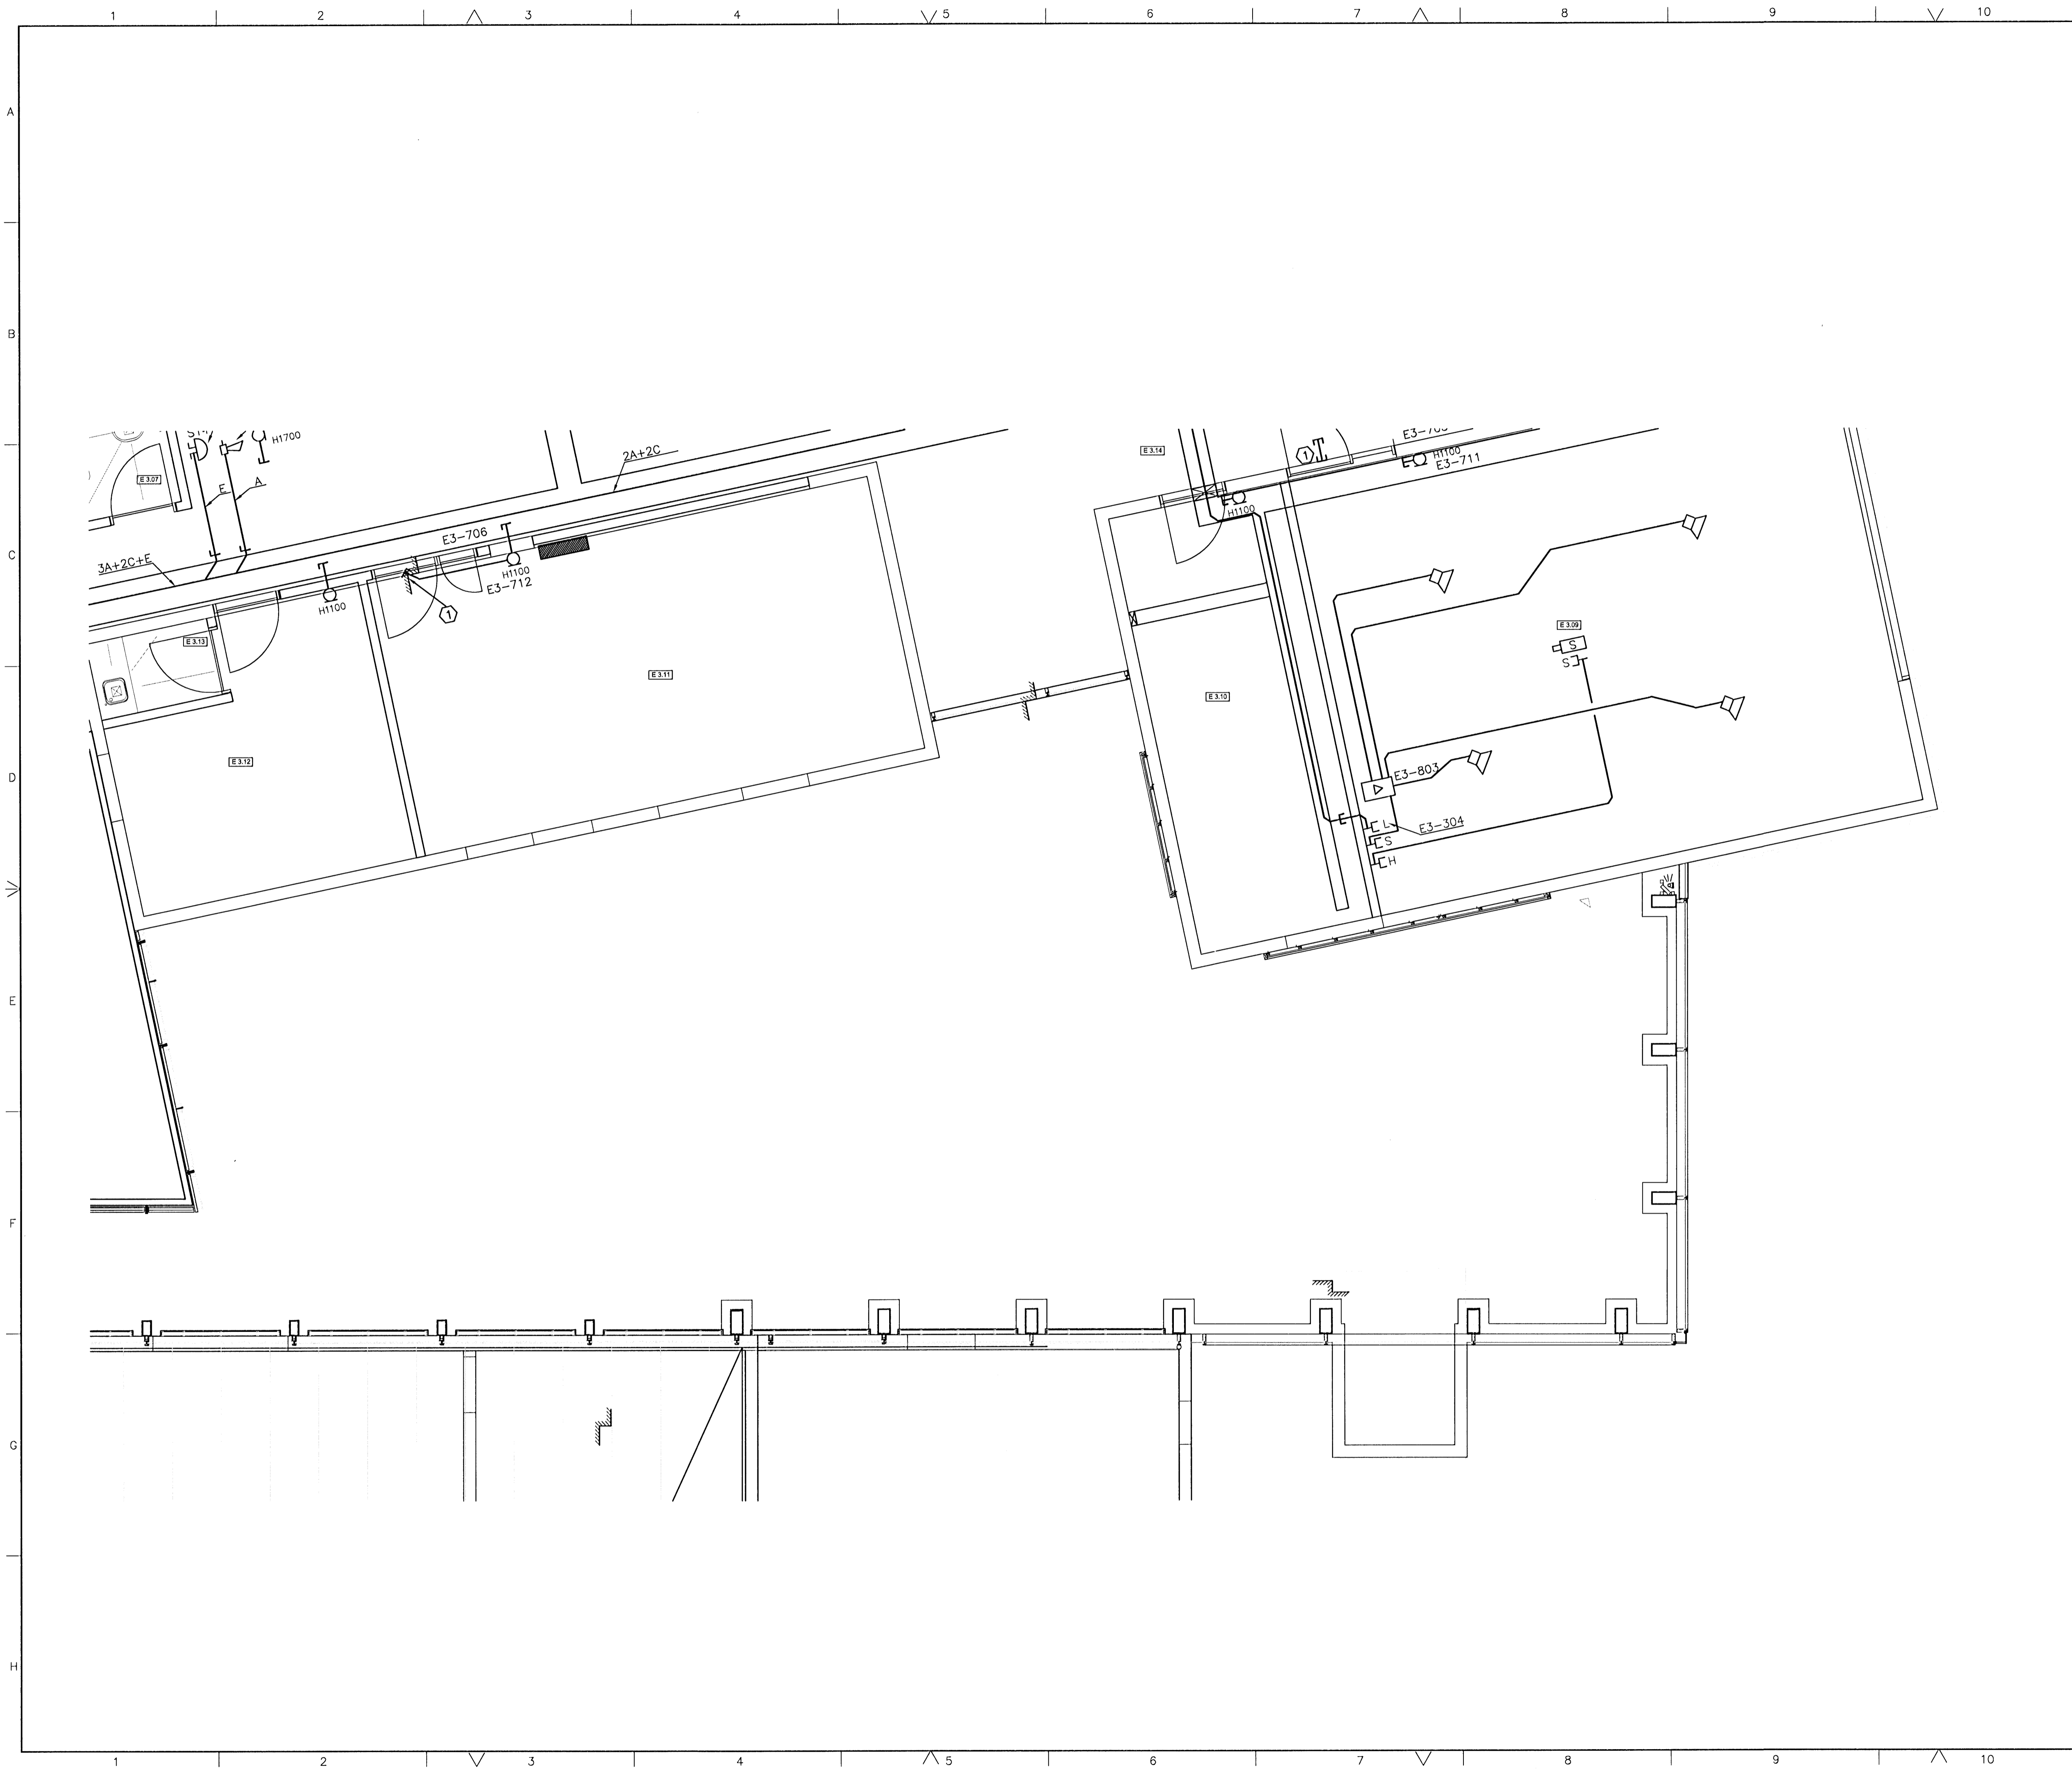 1 2 3 4 5 6 7 8 9 10
A
B
H1700
E 3.07
E
A
2A+2C
E 3.14
1
H1100
E3-711
H1100
C
E3-706
3A+2C+E
H1100
E3-712
H1100
1
E 3.09
S
S
E 3.13
E 3.11
E 3.10
E 3.12
D
E3-803
L
E3-304
S
H
E
F
G
H
1 2 3 4 5 6 7 8 9 10